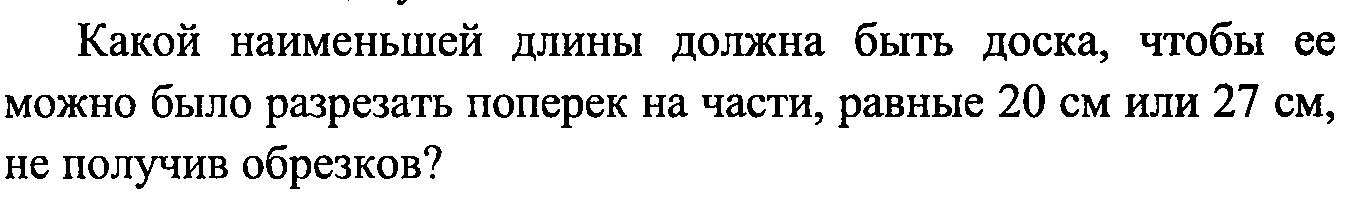 Какой наименьшей длины должна быть доска, чтобы ее
можно было разрезать поперек на части, равные 20 см или 27 см,
не получив обрезков?